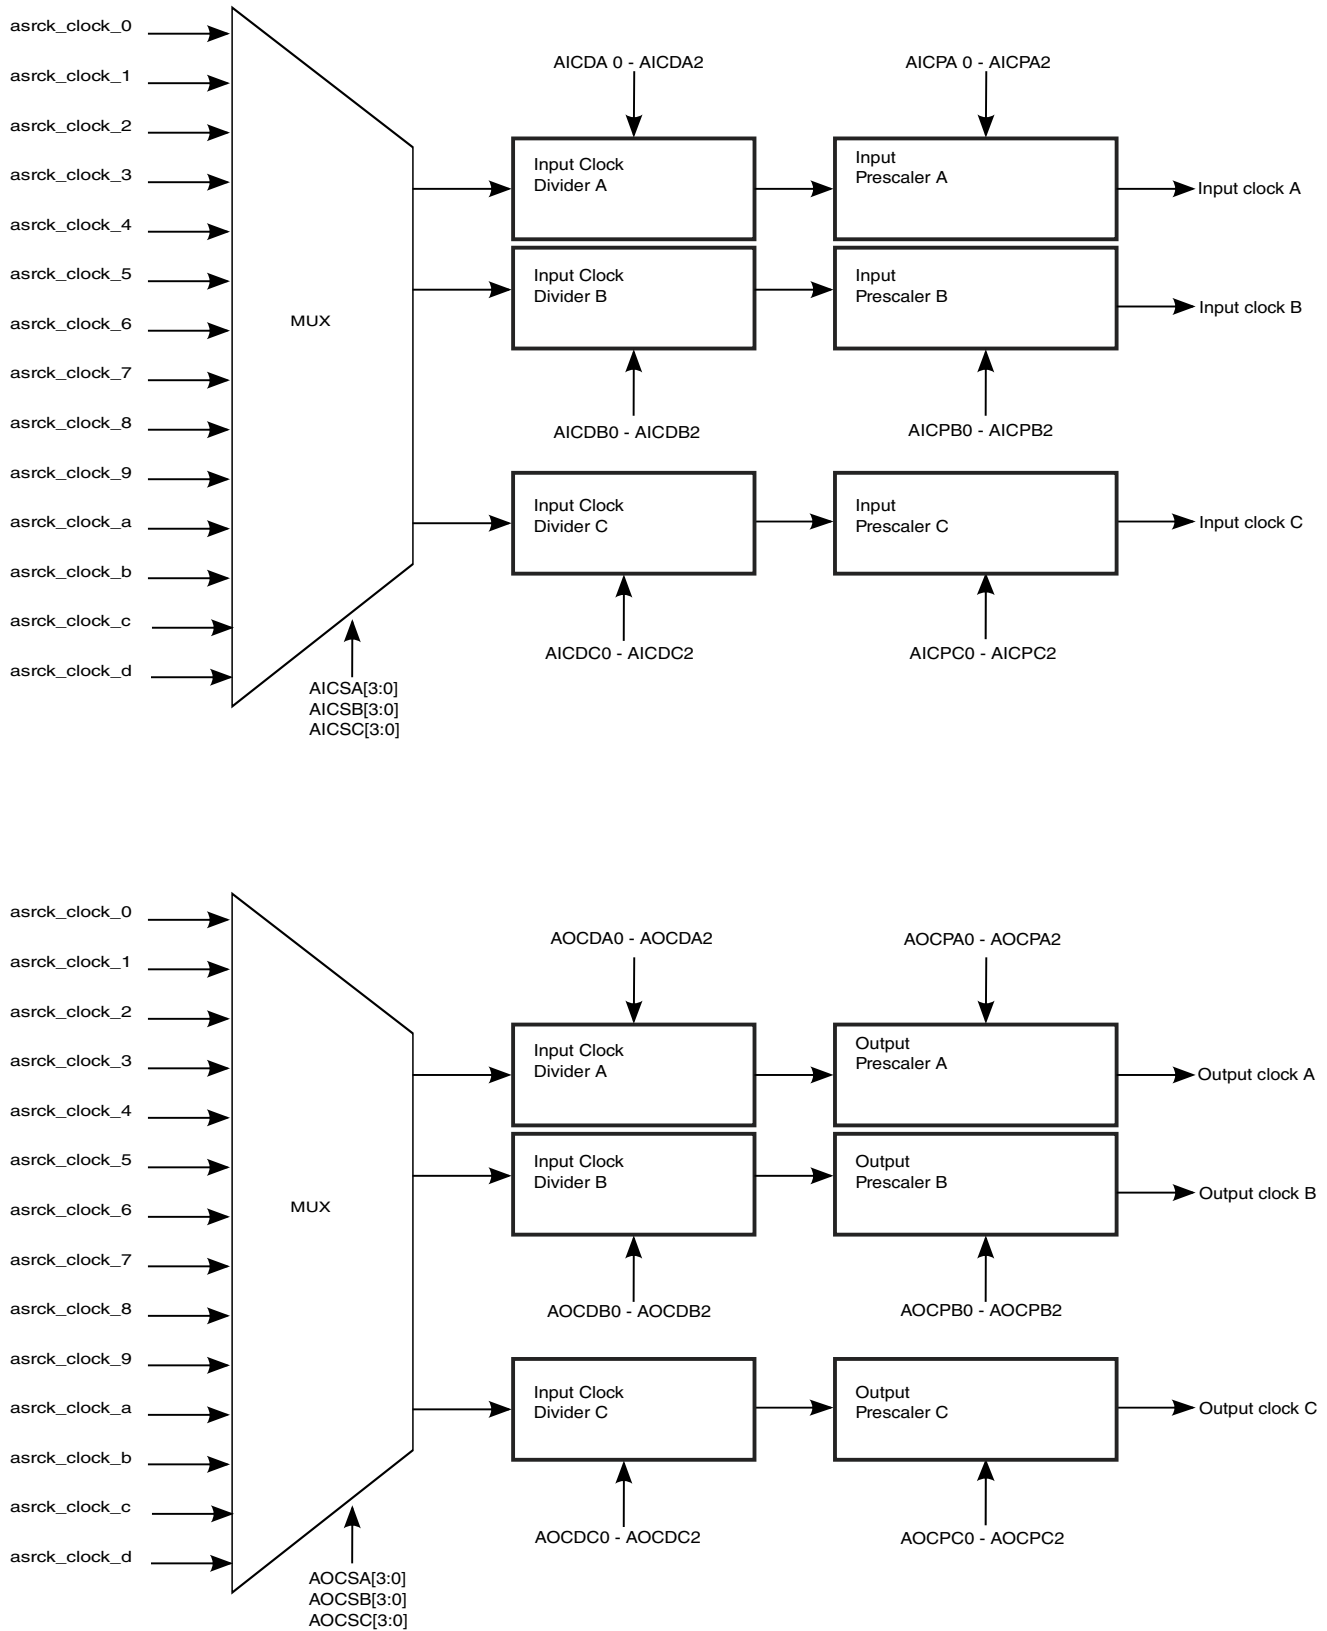 asrck_clock_0
asrck_clock_1
asrck_clock_2
asrck_clock_3
asrck_clock_4
asrck_clock_5
asrck_clock_6
asrck_clock_7
asrck_clock_8
asrck_clock_9
asrck_clock_a
asrck_clock_b
asrck_clock_c
asrck_clock_d
MUX
AICSA[3:0]
AICSB[3:0]
AICSC[3:0]
AICDA 0 - AICDA2
AICPA 0 - AICPA2
Input Clock
Divider A
Input
Prescaler A
Input clock A
Input Clock
Divider B
Input
Prescaler B
Input clock B
AICDB0 - AICDB2
AICPB0 - AICPB2
Input Clock
Divider C
Input
Prescaler C
Input clock C
AICDC0 - AICDC2
AICPC0 - AICPC2
asrck_clock_0
asrck_clock_1
asrck_clock_2
asrck_clock_3
asrck_clock_4
asrck_clock_5
asrck_clock_6
asrck_clock_7
asrck_clock_8
asrck_clock_9
asrck_clock_a
asrck_clock_b
asrck_clock_c
asrck_clock_d
MUX
AOCSA[3:0]
AOCSB[3:0]
AOCSC[3:0]
AOCDA0 - AOCDA2
AOCPA0 - AOCPA2
Input Clock
Divider A
Output
Prescaler A
Output clock A
Input Clock
Divider B
Output
Prescaler B
Output clock B
AOCDB0 - AOCDB2
AOCPB0 - AOCPB2
Input Clock
Divider C
Output
Prescaler C
Output clock C
AOCDC0 - AOCDC2
AOCPC0 - AOCPC2